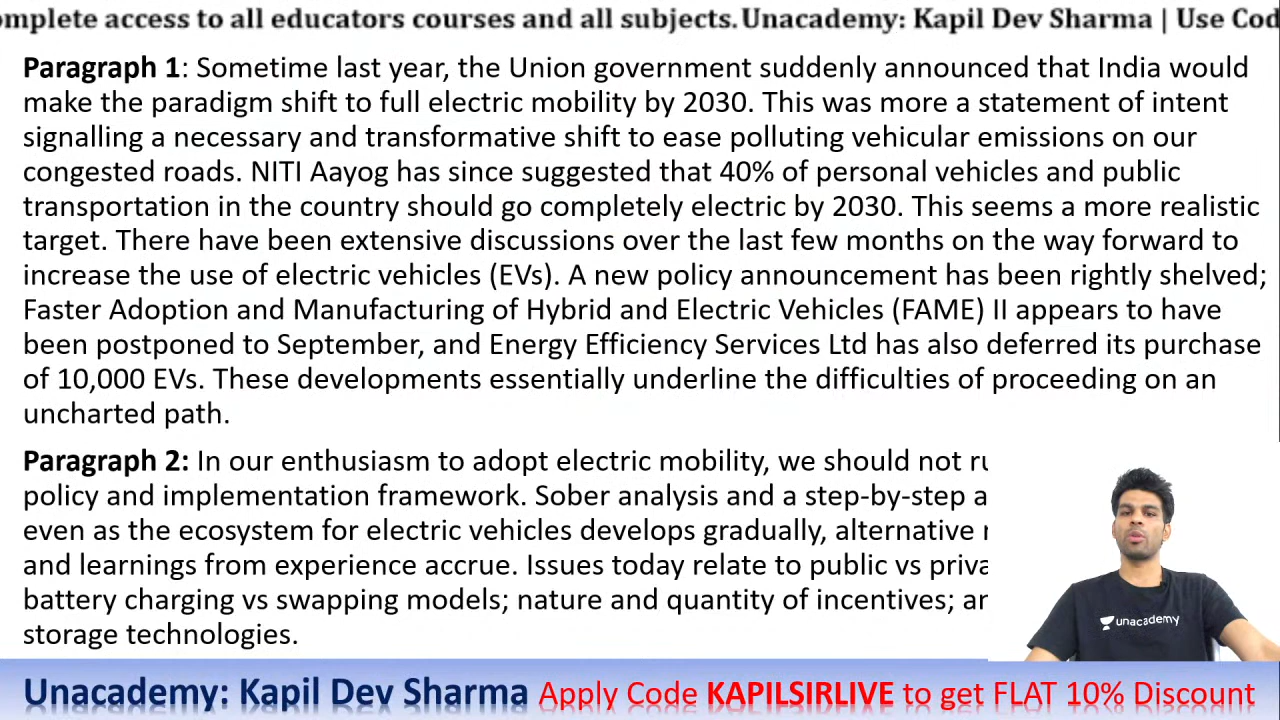 omplete access to all educators courses and all subjects. Unacademy: Kapil Dev Sharma | Use Cod
Paragraph 1: Sometime last year, the Union government suddenly announced that India would
make the paradigm shift to full electric mobility by 2030. This was more a statement of intent
signalling a necessary and transformative shift to ease polluting vehicular emissions on our
congested roads. NITI Aayog has since suggested that 40% of personal vehicles and public
transportation in the country should go completely electric by 2030. This seems a more realistic
target. There have been extensive discussions over the last few months on the way forward to
increase the use of electric vehicles (EVs). A new policy announcement has been rightly shelved;
Faster Adoption and Manufacturing of Hybrid and Electric Vehicles (FAME) II appears to have
been postponed to September, and Energy Efficiency Services Ltd has also deferred its purchase
of 10,000 EVs. These developments essentially underline the difficulties of proceeding on an
uncharted path.
Paragraph 2: In our enthusiasm to adopt electric mobility, we should not
policy and implementation framework. Sober analysis and a step-by-step
even as the ecosystem for electric vehicles develops gradually, alternative
and learnings from experience accrue. Issues today relate to public vs
battery charging vs swapping models; nature and quantity of incentives;
storage technologies.
unacademy
Unacademy: Kapil Dev Sharma Apply Code KAPILSIRLIVE to get FLAT 10% Discount